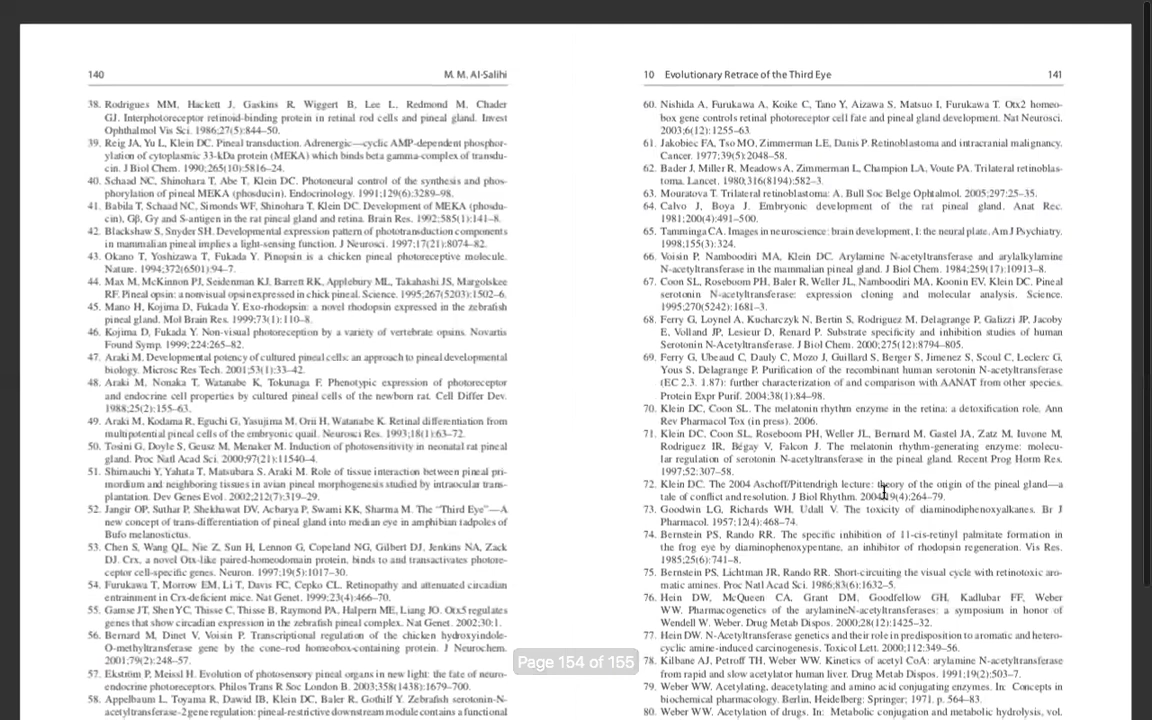 140
M. M. Al-Salihi
38. Rodrigues MM, Hackett J, Gaskins R, Wiggert B, Lee L, Redmond M, Chader
GJ. Interphotoreceptor retinoid-binding protein in retinal rod cells and pineal gland. Invest
Ophthalmol Vis Sci. 1986;27(5):844–50.
39. Reig JA, Yu L, Klein DC. Pineal transduction. Adrenergic—cyclic AMP-dependent phosphor-
ylation of cytoplasmic 33-kDa protein (MEKA) which binds beta gamma-complex of transdu-
cin. J Biol Chem. 1990;265(10):5816–24.
40. Schaad NC, Shinohara T, Abe T, Klein DC. Photoneural control of the synthesis and phos-
phorylation of pineal MEKA (phosducin). Endocrinology. 1991;129(6):3289–98.
41. Babila T, Schaad NC, Simonds WF, Shinohara T, Klein DC. Development of MEKA (phosdu-
cin), Gβ, Gγ and S-antigen in the rat pineal gland and retina. Brain Res. 1992;585(1):141–8.
42. Blackshaw S, Snyder SH. Developmental expression pattern of phototransduction components
in mammalian pineal implies a light-sensing function. J Neurosci. 1997;17(21):8074–82.
43. Okano T, Yoshizawa T, Fukada Y. Pinopsin is a chicken pineal photoreceptive molecule.
Nature. 1994;372(6501):94–7.
44. Max M, McKinnon PJ, Seidenman KJ, Barrett RK, Applebury ML, Takahashi JS, Margolskee
RF. Pineal opsin: a nonvisual opsin expressed in chick pineal. Science. 1995;267(5203):1502–6.
45. Mano H, Kojima D, Fukada Y. Exo-rhodopsin: a novel rhodopsin expressed in the zebrafish
pineal gland. Mol Brain Res. 1999;73(1):110–8.
46. Kojima D, Fukada Y. Non-visual photoreception by a variety of vertebrate opsins. Novartis
Found Symp. 1999;224:265–82.
47. Araki M. Developmental potency of cultured pineal cells: an approach to pineal developmental
biology. Microsc Res Tech. 2001;53(1):33–42.
48. Araki M, Nonaka T, Watanabe K, Tokunaga F. Phenotypic expression of photoreceptor
and endocrine cell properties by cultured pineal cells of the newborn rat. Cell Differ Dev.
1988;25(2):155–63.
49. Araki M, Kodama R, Eguchi G, Yasujima M, Orii H, Watanabe K. Retinal differentiation from
multipotential pineal cells of the embryonic quail. Neurosci Res. 1993;18(1):63–72.
50. Tosini G, Doyle S, Geusz M, Menaker M. Induction of photosensitivity in neonatal rat pineal
gland. Proc Natl Acad Sci. 2000;97(21):11540–4.
51. Shimauchi Y, Yahata T, Matsubara S, Araki M. Role of tissue interaction between pineal pri-
mordium and neighboring tissues in avian pineal morphogenesis studied by intraocular trans-
plantation. Dev Genes Evol. 2002;212(7):319–29.
52. Jangir OP, Suthar P, Shekhawat DV, Acharya P, Swami KK, Sharma M. The "Third Eye"—A
new concept of trans-differentiation of pineal gland into median eye in amphibian tadpoles of
Bufo melanostictus.
53. Chen S, Wang QL, Nie Z, Sun H, Lennon G, Copeland NG, Gilbert DJ, Jenkins NA, Zack
DJ. Crx, a novel Otx-like paired-homeodomain protein, binds to and transactivates photore-
ceptor cell-specific genes. Neuron. 1997;19(5):1017–30.
54. Furukawa T, Morrow EM, Li T, Davis FC, Cepko CL. Retinopathy and attenuated circadian
entrainment in Crx-deficient mice. Nat Genet. 1999;23(4):466–70.
55. Gamse JT, Shen YC, Thisse C, Thisse B, Raymond PA, Halpern ME, Liang JO. Otx5 regulates
genes that show circadian expression in the zebrafish pineal complex. Nat Genet. 2002;30:1.
56. Bernard M, Dinet V, Voisin P. Transcriptional regulation of the chicken hydroxyindole-
O-methyltransferase gene by the cone–rod homeobox-containing protein. J Neurochem.
2001;79(2):248–57.
57. Ekström P, Meissl H. Evolution of photosensory pineal organs in new light: the fate of neuro-
endocrine photoreceptors. Philos Trans R Soc London B. 2003;358(1438):1679–700.
58. Appelbaum L, Toyama R, Dawid IB, Klein DC, Baler R, Gothilf Y. Zebrafish serotonin-N-
acetyltransferase-2 gene regulation: pineal-restrictive downstream module contains a functional
10 Evolutionary Retrace of the Third Eye
141
60. Nishida A, Furukawa A, Koike C, Tano Y, Aizawa S, Matsuo I, Furukawa T. Otx2 homeo-
box gene controls retinal photoreceptor cell fate and pineal gland development. Nat Neurosci.
2003;6(12):1255–63.
61. Jakobiec FA, Tso MO, Zimmerman LE, Danis P. Retinoblastoma and intracranial malignancy.
Cancer. 1977;39(5):2048–58.
62. Bader J, Miller R, Meadows A, Zimmerman L, Champion LA, Voute PA. Trilateral retinoblas-
toma. Lancet. 1980;316(8194):582–3.
63. Mouratova T. Trilateral retinoblastoma: A. Bull Soc Belge Ophtalmol. 2005;297:25–35.
64. Calvo J, Boya J. Embryonic development of the rat pineal gland. Anat Rec.
1981;200(4):491–500.
65. Tamminga CA. Images in neuroscience: brain development, I: the neural plate. Am J Psychiatry.
1998;155(3):324.
66. Voisin P, Namboodiri MA, Klein DC. Arylamine N-acetyltransferase and arylalkylamine
N-acetyltransferase in the mammalian pineal gland. J Biol Chem. 1984;259(17):10913–8.
67. Coon SL, Roseboom PH, Baler R, Weller JL, Namboodiri MA, Koonin EV, Klein DC. Pineal
serotonin N-acetyltransferase: expression cloning and molecular analysis. Science.
1995;270(5242):1681–3.
68. Ferry G, Loynel A, Kucharczyk N, Bertin S, Rodriguez M, Delagrange P, Galizzi JP, Jacoby
E, Volland JP, Lesieur D, Renard P. Substrate specificity and inhibition studies of human
Serotonin N-Acetyltransferase. J Biol Chem. 2000;275(12):8794–805.
69. Ferry G, Ubeaud C, Dauly C, Mozo J, Guillard S, Berger S, Jimenez S, Scoul C, Leclerc G,
Yous S, Delagrange P. Purification of the recombinant human serotonin N-acetyltransferase
(EC 2.3. 1.87): further characterization of and comparison with AANAT from other species.
Protein Expr Purif. 2004;38(1):84–98.
70. Klein DC, Coon SL. The melatonin rhythm enzyme in the retina: a detoxification role. Ann
Rev Pharmacol Tox (in press). 2006.
71. Klein DC, Coon SL, Roseboom PH, Weller JL, Bernard M, Gastel JA, Zatz M, Iuvone M,
Rodriguez IR, Bégay V, Falcon J. The melatonin rhythm-generating enzyme: molecu-
lar regulation of serotonin N-acetyltransferase in the pineal gland. Recent Prog Horm Res.
1997;52:307–58.
72. Klein DC. The 2004 Aschoff/Pittendrigh lecture: theory of the origin of the pineal gland—a
tale of conflict and resolution. J Biol Rhythm. 2004;19(4):264–79.
73. Goodwin LG, Richards WH, Udall V. The toxicity of diaminodiphenoxyalkanes. Br J
Pharmacol. 1957;12(4):468–74.
74. Bernstein PS, Rando RR. The specific inhibition of 11-cis-retinyl palmitate formation in
the frog eye by diaminophenoxypentane, an inhibitor of rhodopsin regeneration. Vis Res.
1985;25(6):741–8.
75. Bernstein PS, Lichtman JR, Rando RR. Short-circuiting the visual cycle with retinotoxic aro-
matic amines. Proc Natl Acad Sci. 1986;83(6):1632–5.
76. Hein DW, McQueen CA, Grant DM, Goodfellow GH, Kadlubar FF, Weber
WW. Pharmacogenetics of the arylamineN-acetyltransferases: a symposium in honor of
Wendell W. Weber. Drug Metab Dispos. 2000;28(12):1425–32.
77. Hein DW. N-Acetyltransferase genetics and their role in predisposition to aromatic and hetero-
cyclic amine-induced carcinogenesis. Toxicol Lett. 2000;112:349–56.
78. Kilbane AJ, Petroff TH, Weber WW. Kinetics of acetyl CoA: arylamine N-acetyltransferase
from rapid and slow acetylator human liver. Drug Metab Dispos. 1991;19(2):503–7.
79. Weber WW. Acetylating, deacetylating and amino acid conjugating enzymes. In: Concepts in
biochemical pharmacology. Berlin, Heidelberg: Springer; 1971. p. 564–83.
80. Weber WW. Acetylation of drugs. In: Metabolic conjugation and metabolic hydrolysis, vol.
Page 154 of 155